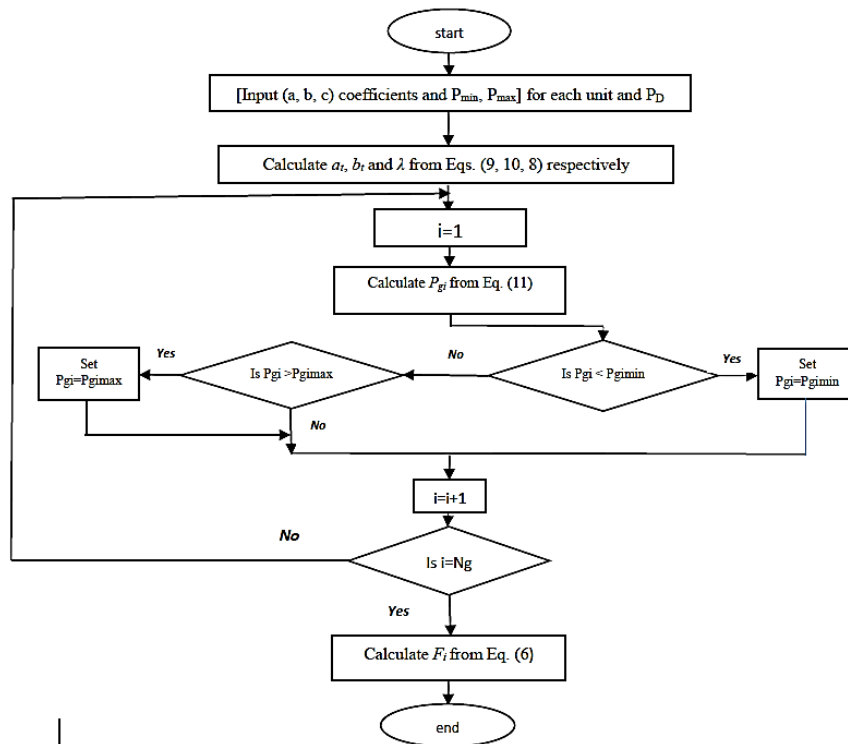 start
[Input (a, b, c) coefficients and Pmin, Pmax] for each unit and PD
Calculate at, bt and λ from Eqs. (9, 10, 8) respectively
i=1
Calculate Pgi from Eq. (11)
Yes
No
Yes
Set
Pgi=Pgimax
Is Pgi >Pgimax
Is Pgi < Pgimin
Set
Pgi=Pgimin
No
i=i+1
No
Is i=Ng
Yes
Calculate Fi from Eq. (6)
end